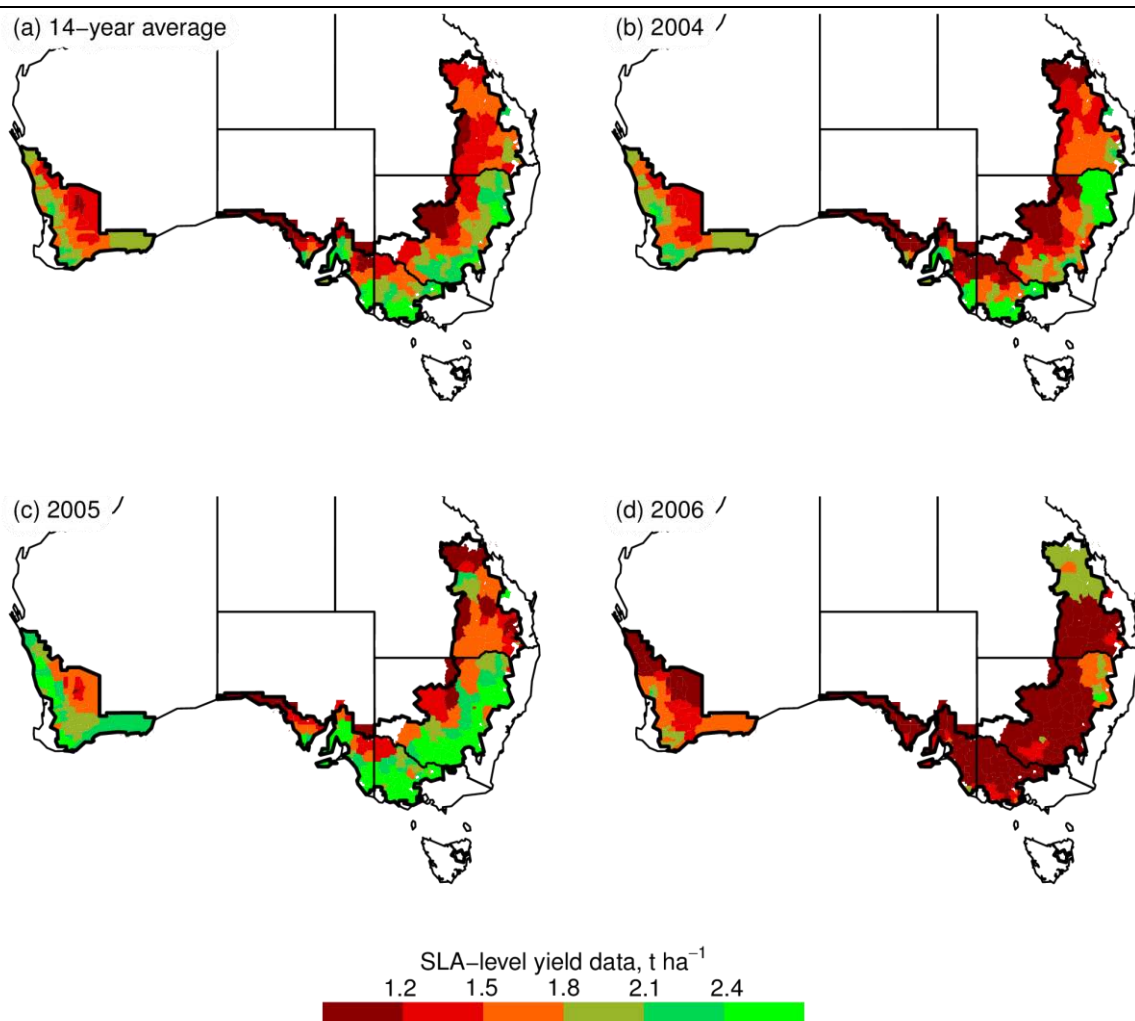 (a) 14−year average
(b) 2004
(c) 2005
(d) 2006
SLA−level yield data, t ha⁻¹
1.2 1.5 1.8 2.1 2.4